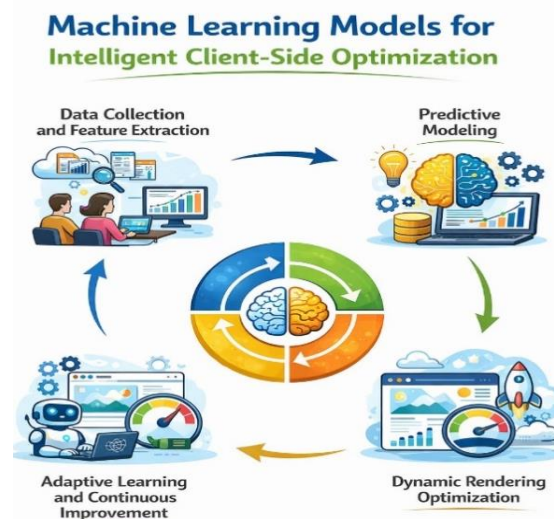 Machine Learning Models for
Intelligent Client-Side Optimization
Data Collection
and Feature Extraction
Predictive
Modeling
Adaptive Learning
and Continuous
Improvement
Dynamic Rendering
Optimization